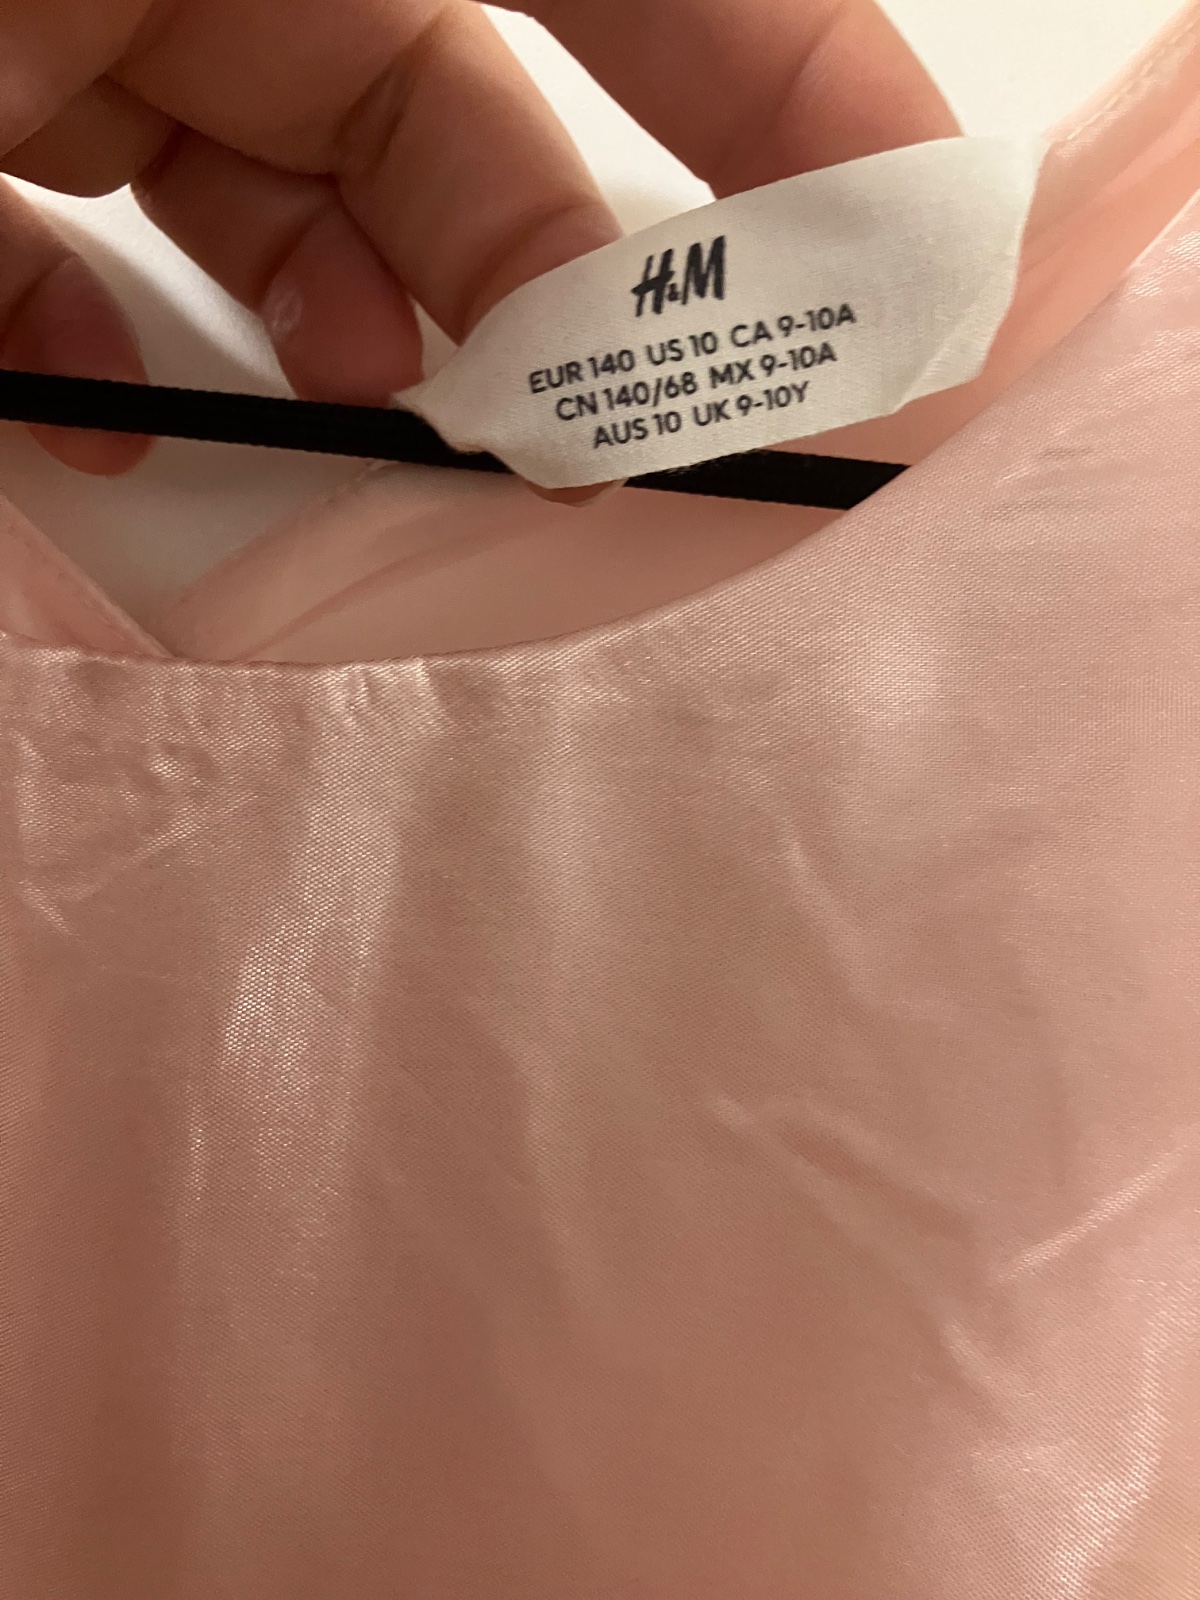 H&M
EUR 140 US 10 CA 9-10A
CN 140/68 MX 9-10A
AUS 10 UK 9-10Y